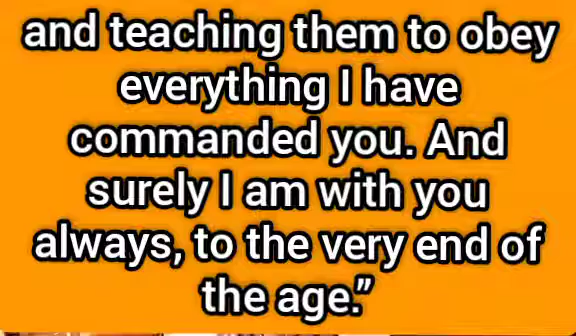 and teaching them to obey
everything I have
commanded you. And
surely I am with you
always, to the very end of
the age.”